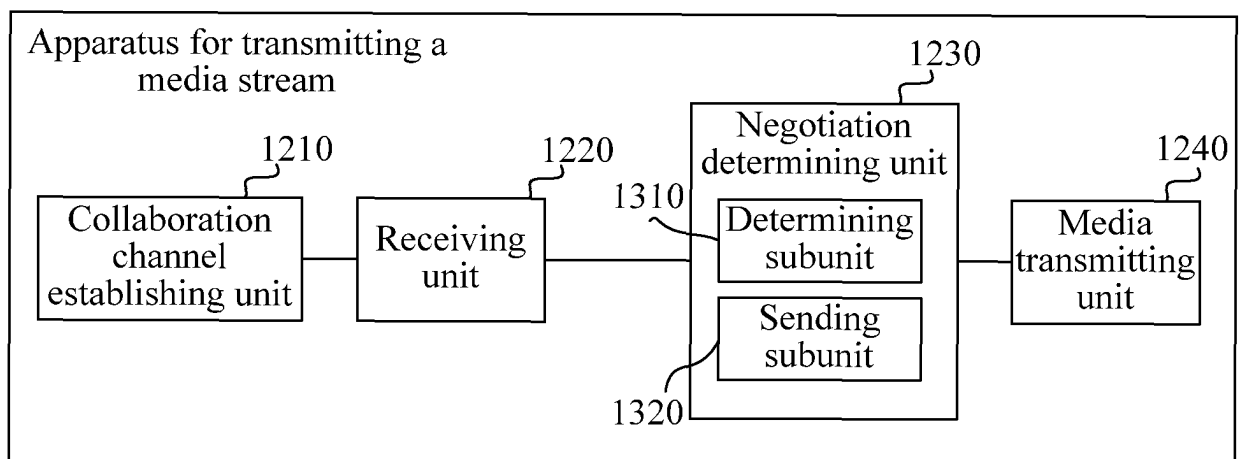 Apparatus for transmitting a
media stream
1210
Collaboration
channel
establishing unit
1220
Receiving
unit
1230
Negotiation
determining unit
1310
Determining
subunit
Sending
subunit
1320
1240
Media
transmitting
unit